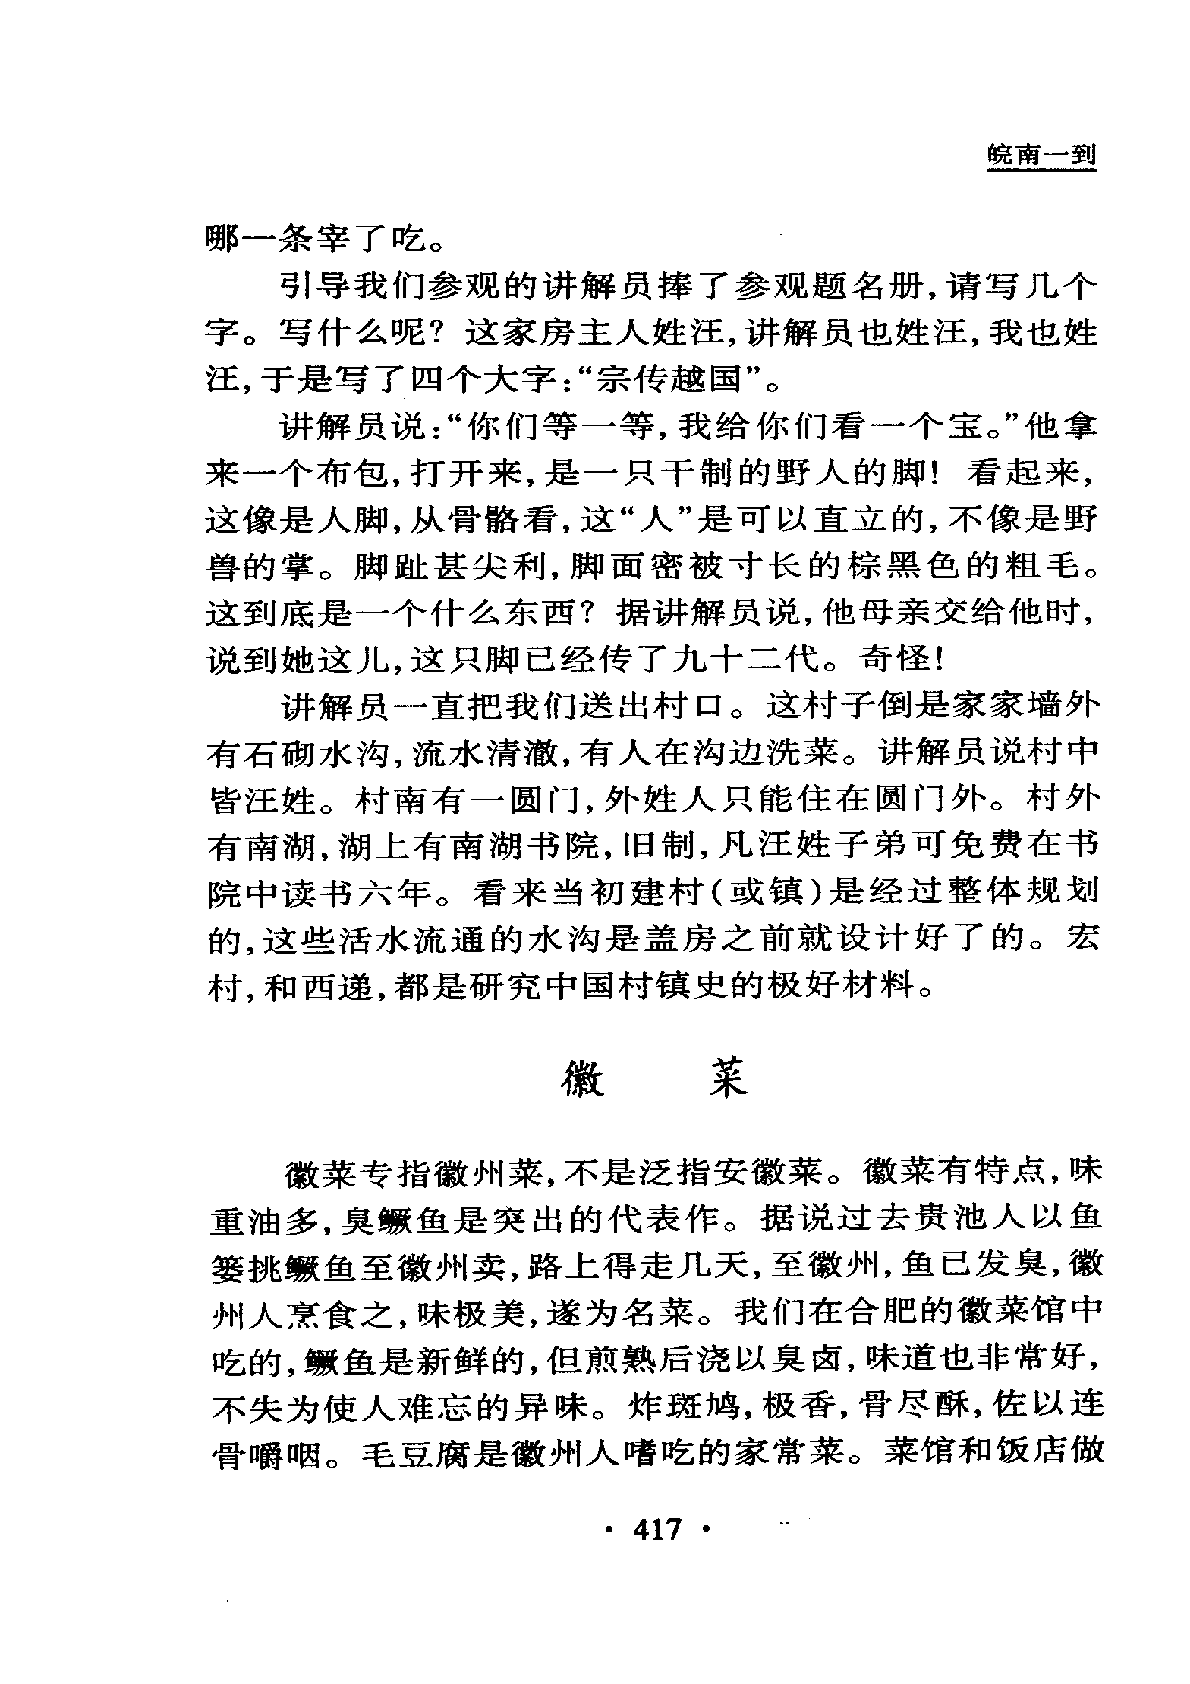 皖南一到
哪一条宰了吃。
引导我们参观的讲解员捧了参观题名册,请写几个
字。写什么呢？这家房主人姓汪,讲解员也姓汪,我也姓
汪,于是写了四个大字:“宗传越国”。
讲解员说:“你们等一等,我给你们看一个宝。”他拿
来一个布包,打开来,是一只干制的野人的脚！看起来,
这像是人脚,从骨骼看,这“人”是可以直立的,不像是野
兽的掌。脚趾甚尖利,脚面密被寸长的棕黑色的粗毛。
这到底是一个什么东西？据讲解员说,他母亲交给他时,
说到她这儿,这只脚已经传了九十二代。奇怪！
讲解员一直把我们送出村口。这村子倒是家家墙外
有石砌水沟,流水清澈,有人在沟边洗菜。讲解员说村中
皆汪姓。村南有一圆门,外姓人只能住在圆门外。村外
有南湖,湖上有南湖书院,旧制,凡汪姓子弟可免费在书
院中读书六年。看来当初建村(或镇)是经过整体规划
的,这些活水流通的水沟是盖房之前就设计好了的。宏
村,和西递,都是研究中国村镇史的极好材料。
徽 菜
徽菜专指徽州菜,不是泛指安徽菜。徽菜有特点,味
重油多,臭鳜鱼是突出的代表作。据说过去贵池人以鱼
篓挑鳜鱼至徽州卖,路上得走几天,至徽州,鱼已发臭,徽
州人烹食之,味极美,遂为名菜。我们在合肥的徽菜馆中
吃的,鳜鱼是新鲜的,但煎熟后浇以臭卤,味道也非常好,
不失为使人难忘的异味。炸斑鸠,极香,骨尽酥,佐以连
骨嚼咽。毛豆腐是徽州人嗜吃的家常菜。菜馆和饭店做
· 417 ·